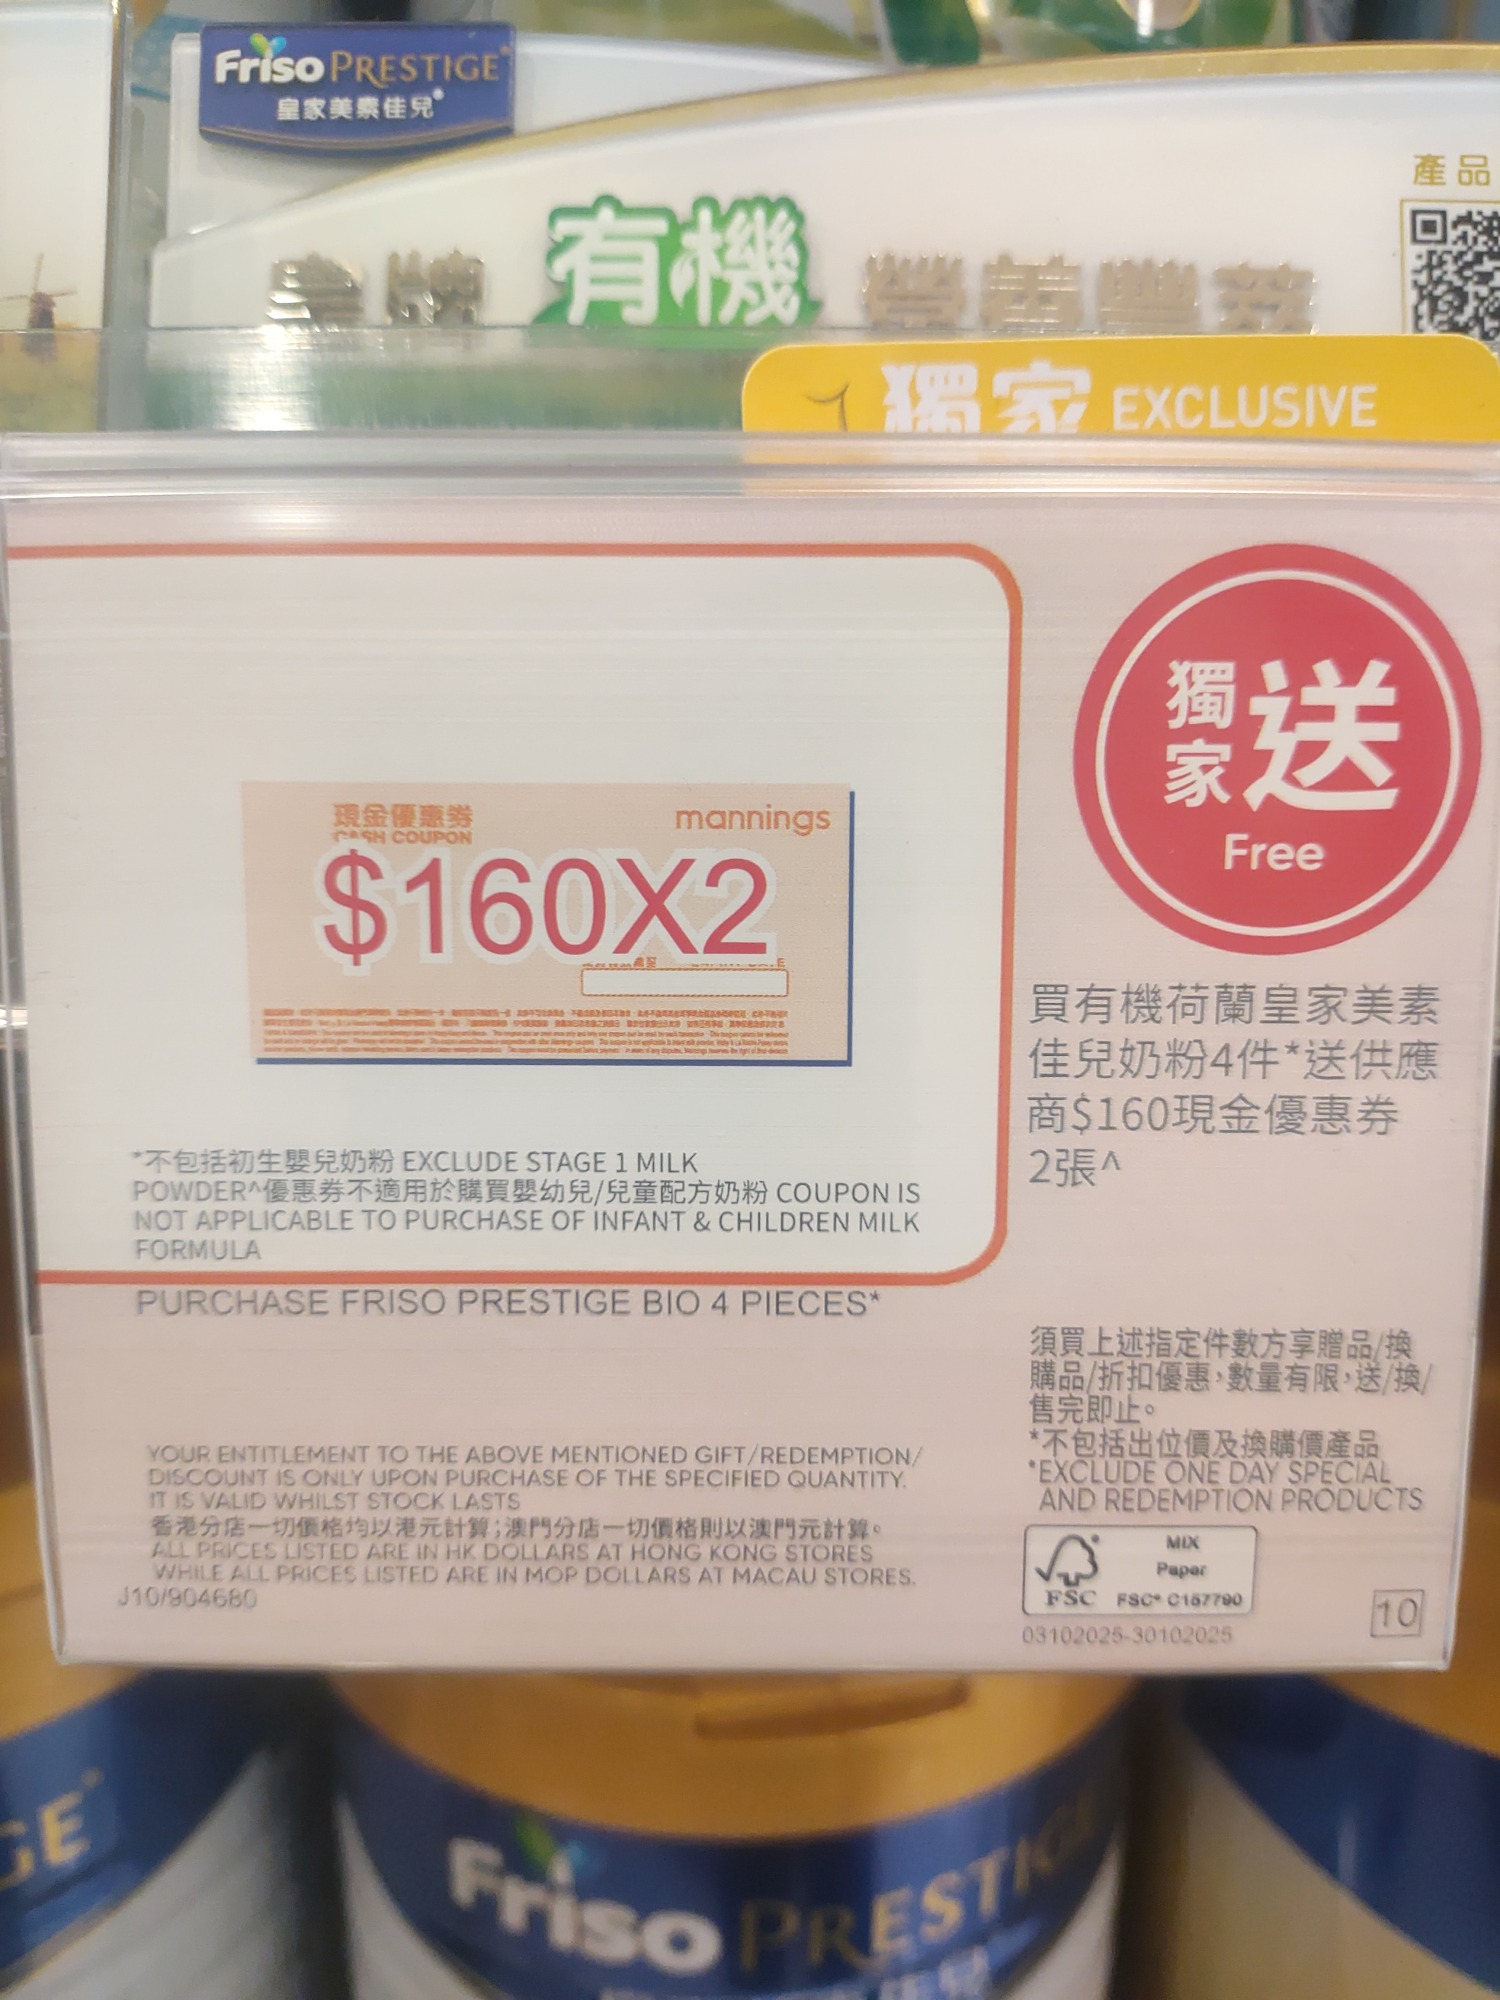 Friso PRESTIGE
皇家美素佳兒®
產品
有機
獨家 EXCLUSIVE
現金優惠券
CASH COUPON
mannings
$160X2
獨家送
Free
買有機荷蘭皇家美素
佳兒奶粉4件*送供應
商$160現金優惠券
2張^
*不包括初生嬰兒奶粉 EXCLUDE STAGE 1 MILK
POWDER^優惠券不適用於購買嬰幼兒/兒童配方奶粉 COUPON IS
NOT APPLICABLE TO PURCHASE OF INFANT & CHILDREN MILK
FORMULA
PURCHASE FRISO PRESTIGE BIO 4 PIECES*
須買上述指定件數方享贈品/換
購品/折扣優惠,數量有限,送/換/
售完即止。
*不包括出位價及換購價產品
*EXCLUDE ONE DAY SPECIAL
AND REDEMPTION PRODUCTS
YOUR ENTITLEMENT TO THE ABOVE MENTIONED GIFT/REDEMPTION/
DISCOUNT IS ONLY UPON PURCHASE OF THE SPECIFIED QUANTITY.
IT IS VALID WHILST STOCK LASTS
香港分店一切價格均以港元計算;澳門分店一切價格則以澳門元計算。
ALL PRICES LISTED ARE IN HK DOLLARS AT HONG KONG STORES
WHILE ALL PRICES LISTED ARE IN MOP DOLLARS AT MACAU STORES.
J10/904680
FSC
MIX
Paper
FSC® C157790
03102025-30102025
10
GE
Friso PRESTIGE